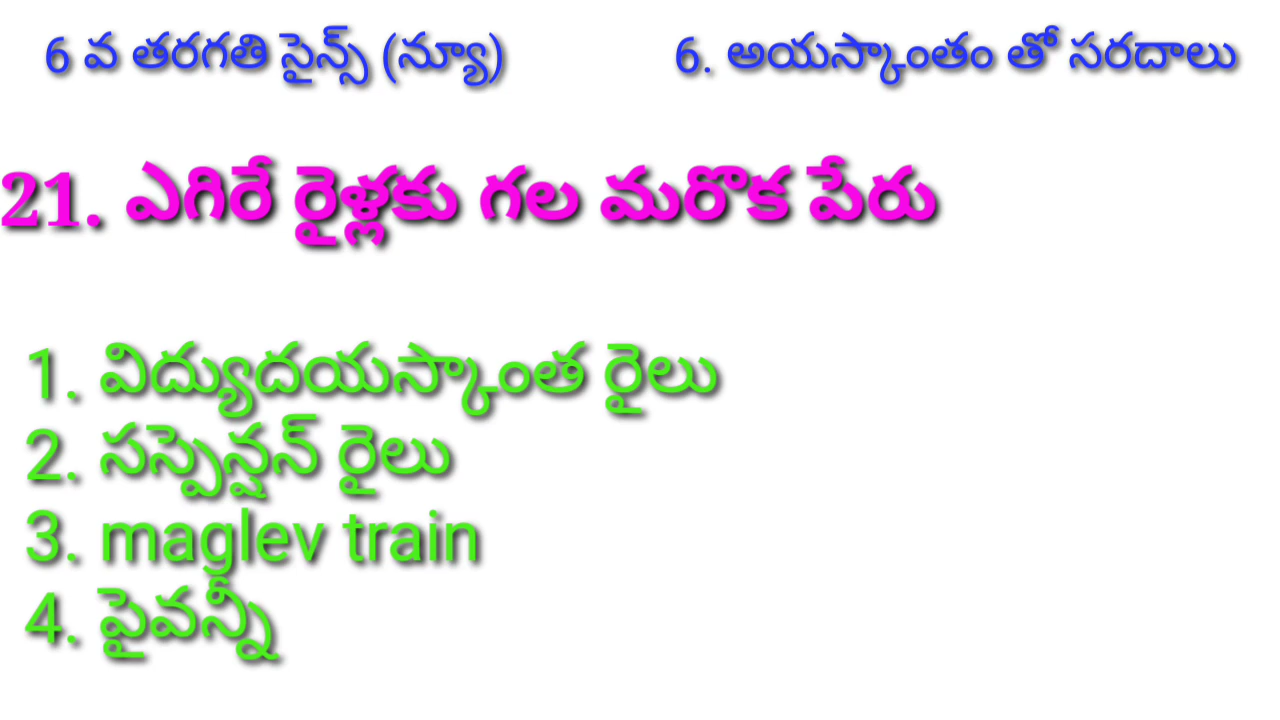 6 వ తరగతి సైన్స్ (న్యూ) 6. అయస్కాంతం తో సరదాలు
21. ఎగిరే రైళ్లకు గల మరొక పేరు
1. విద్యుదయస్కాంత రైలు
2. సస్పెన్షన్ రైలు
3. maglev train
4. పైవన్నీ